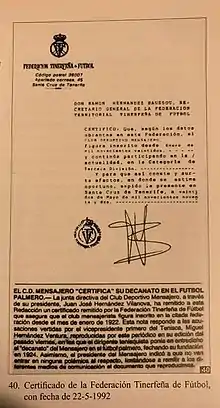 FEDERACION TINERFEÑA DE FUTBOL
Código postal 38007
Apartado correos, 45
Santa Cruz de Tenerife
DON RAMON HERNANDEZ BAUSSOU, SE-
CRETARIO GENERAL DE LA FEDERACION
TERRITORIAL TINERFEÑA DE FUTBOL
CERTIFICO: Que, según los datos
obrantes en esta Federación, el
CLUB DEPORTIVO MENSAJERO,
figura inscrito desde Enero de
mil novecientos veintidós,
y continúa participando en la
actualidad, en la Categoría de
Tercera División.
Y para que así conste y sur-
ta efectos, en donde se estime
oportuno, expido la presente en
Santa Cruz de Tenerife, a veinti-
dós de Mayo de mil novecientos noven-
ta y dos.
EL C.D. MENSAJERO "CERTIFICA" SU DECANATO EN EL FUTBOL
PALMERO.- La junta directiva del Club Deportivo Mensajero, a través
de su presidente, Juan José Hernández Vilanova, ha remitido a esta
Redacción un certificado remitido por la Federación Tinerfeña de Fútbol
que asegura que el club mensajerista figura inscrito en la citada fede-
ración desde el mes de enero de 1922. Esta nota responde a las acu-
saciones vertidas por el vicepresidente primero del Tenisca, Miguel
Hernández Ventura, reproducidas por este periódico en su edición del
pasado viernes, en las que el dirigente tenisquista ponía en entredicho
el "decanato" del Mensajero en el fútbol palmero, fechando su fundación
en 1924. Asimismo, el presidente del Mensajero indicó a que no van
a entrar en ninguna polémica al respecto, limitándose a remitir a los
diferentes medios de comunicación el documento que reproducimos.
40
40. Certificado de la Federación Tinerfeña de Fútbol,
con fecha de 22-5-1992